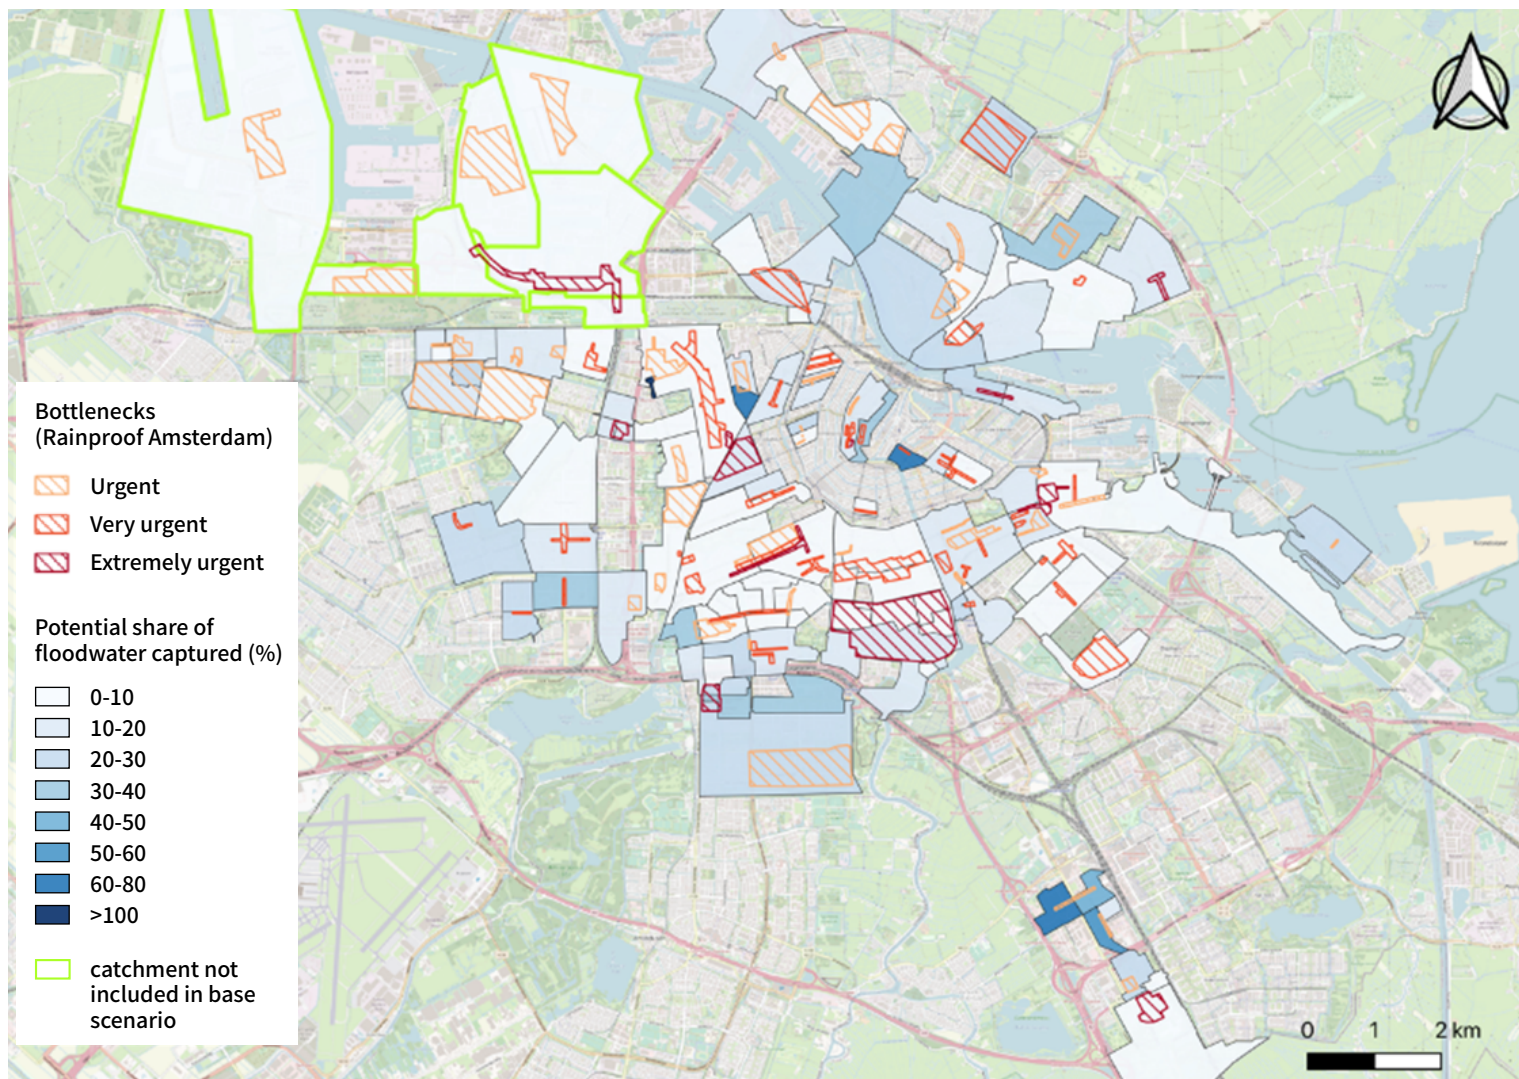 Bottlenecks
(Rainproof Amsterdam)
Urgent
Very urgent
Extremely urgent
Potential share of
floodwater captured (%)
0-10
10-20
20-30
30-40
40-50
50-60
60-80
>100
catchment not
included in base
scenario
0 1 2 km